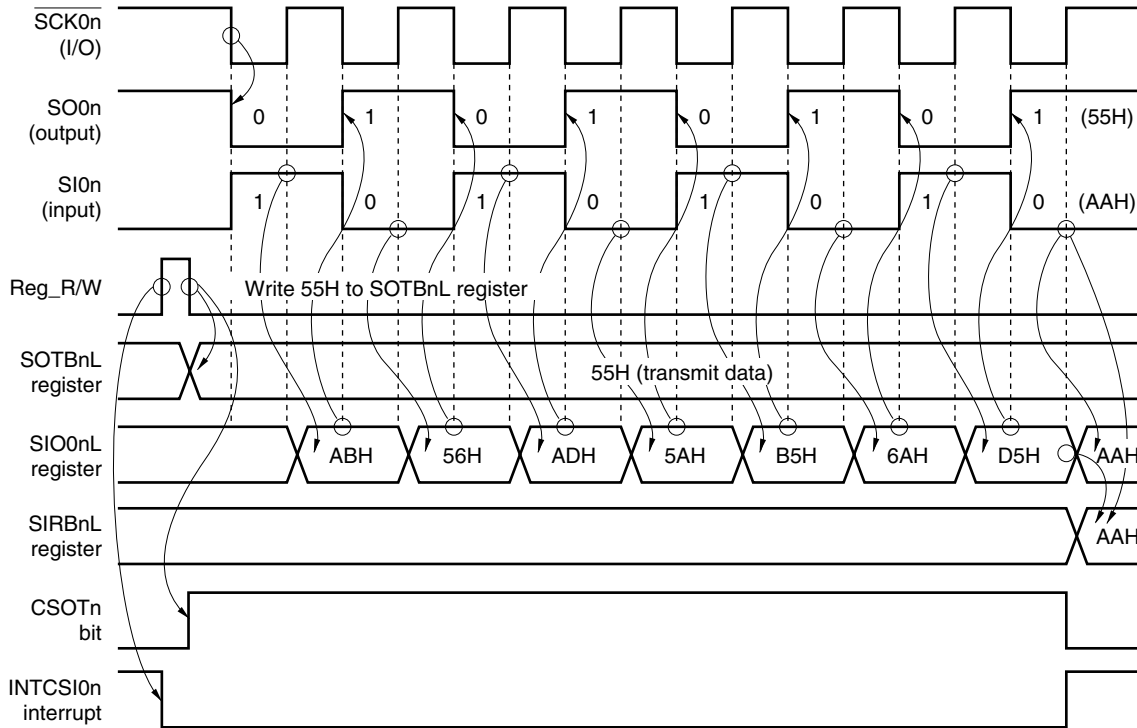 SCK0n
(I/O)
SO0n
(output)
0 1 0 1 0 1 0 1 (55H)
SI0n
(input)
1 0 1 0 1 0 1 0 (AAH)
Reg_R/W
Write 55H to SOTBnL register
SOTBnL
register
55H (transmit data)
SIO0nL
register
ABH 56H ADH 5AH B5H 6AH D5H AAH
SIRBnL
register
AAH
CSOTn
bit
INTCSI0n
interrupt